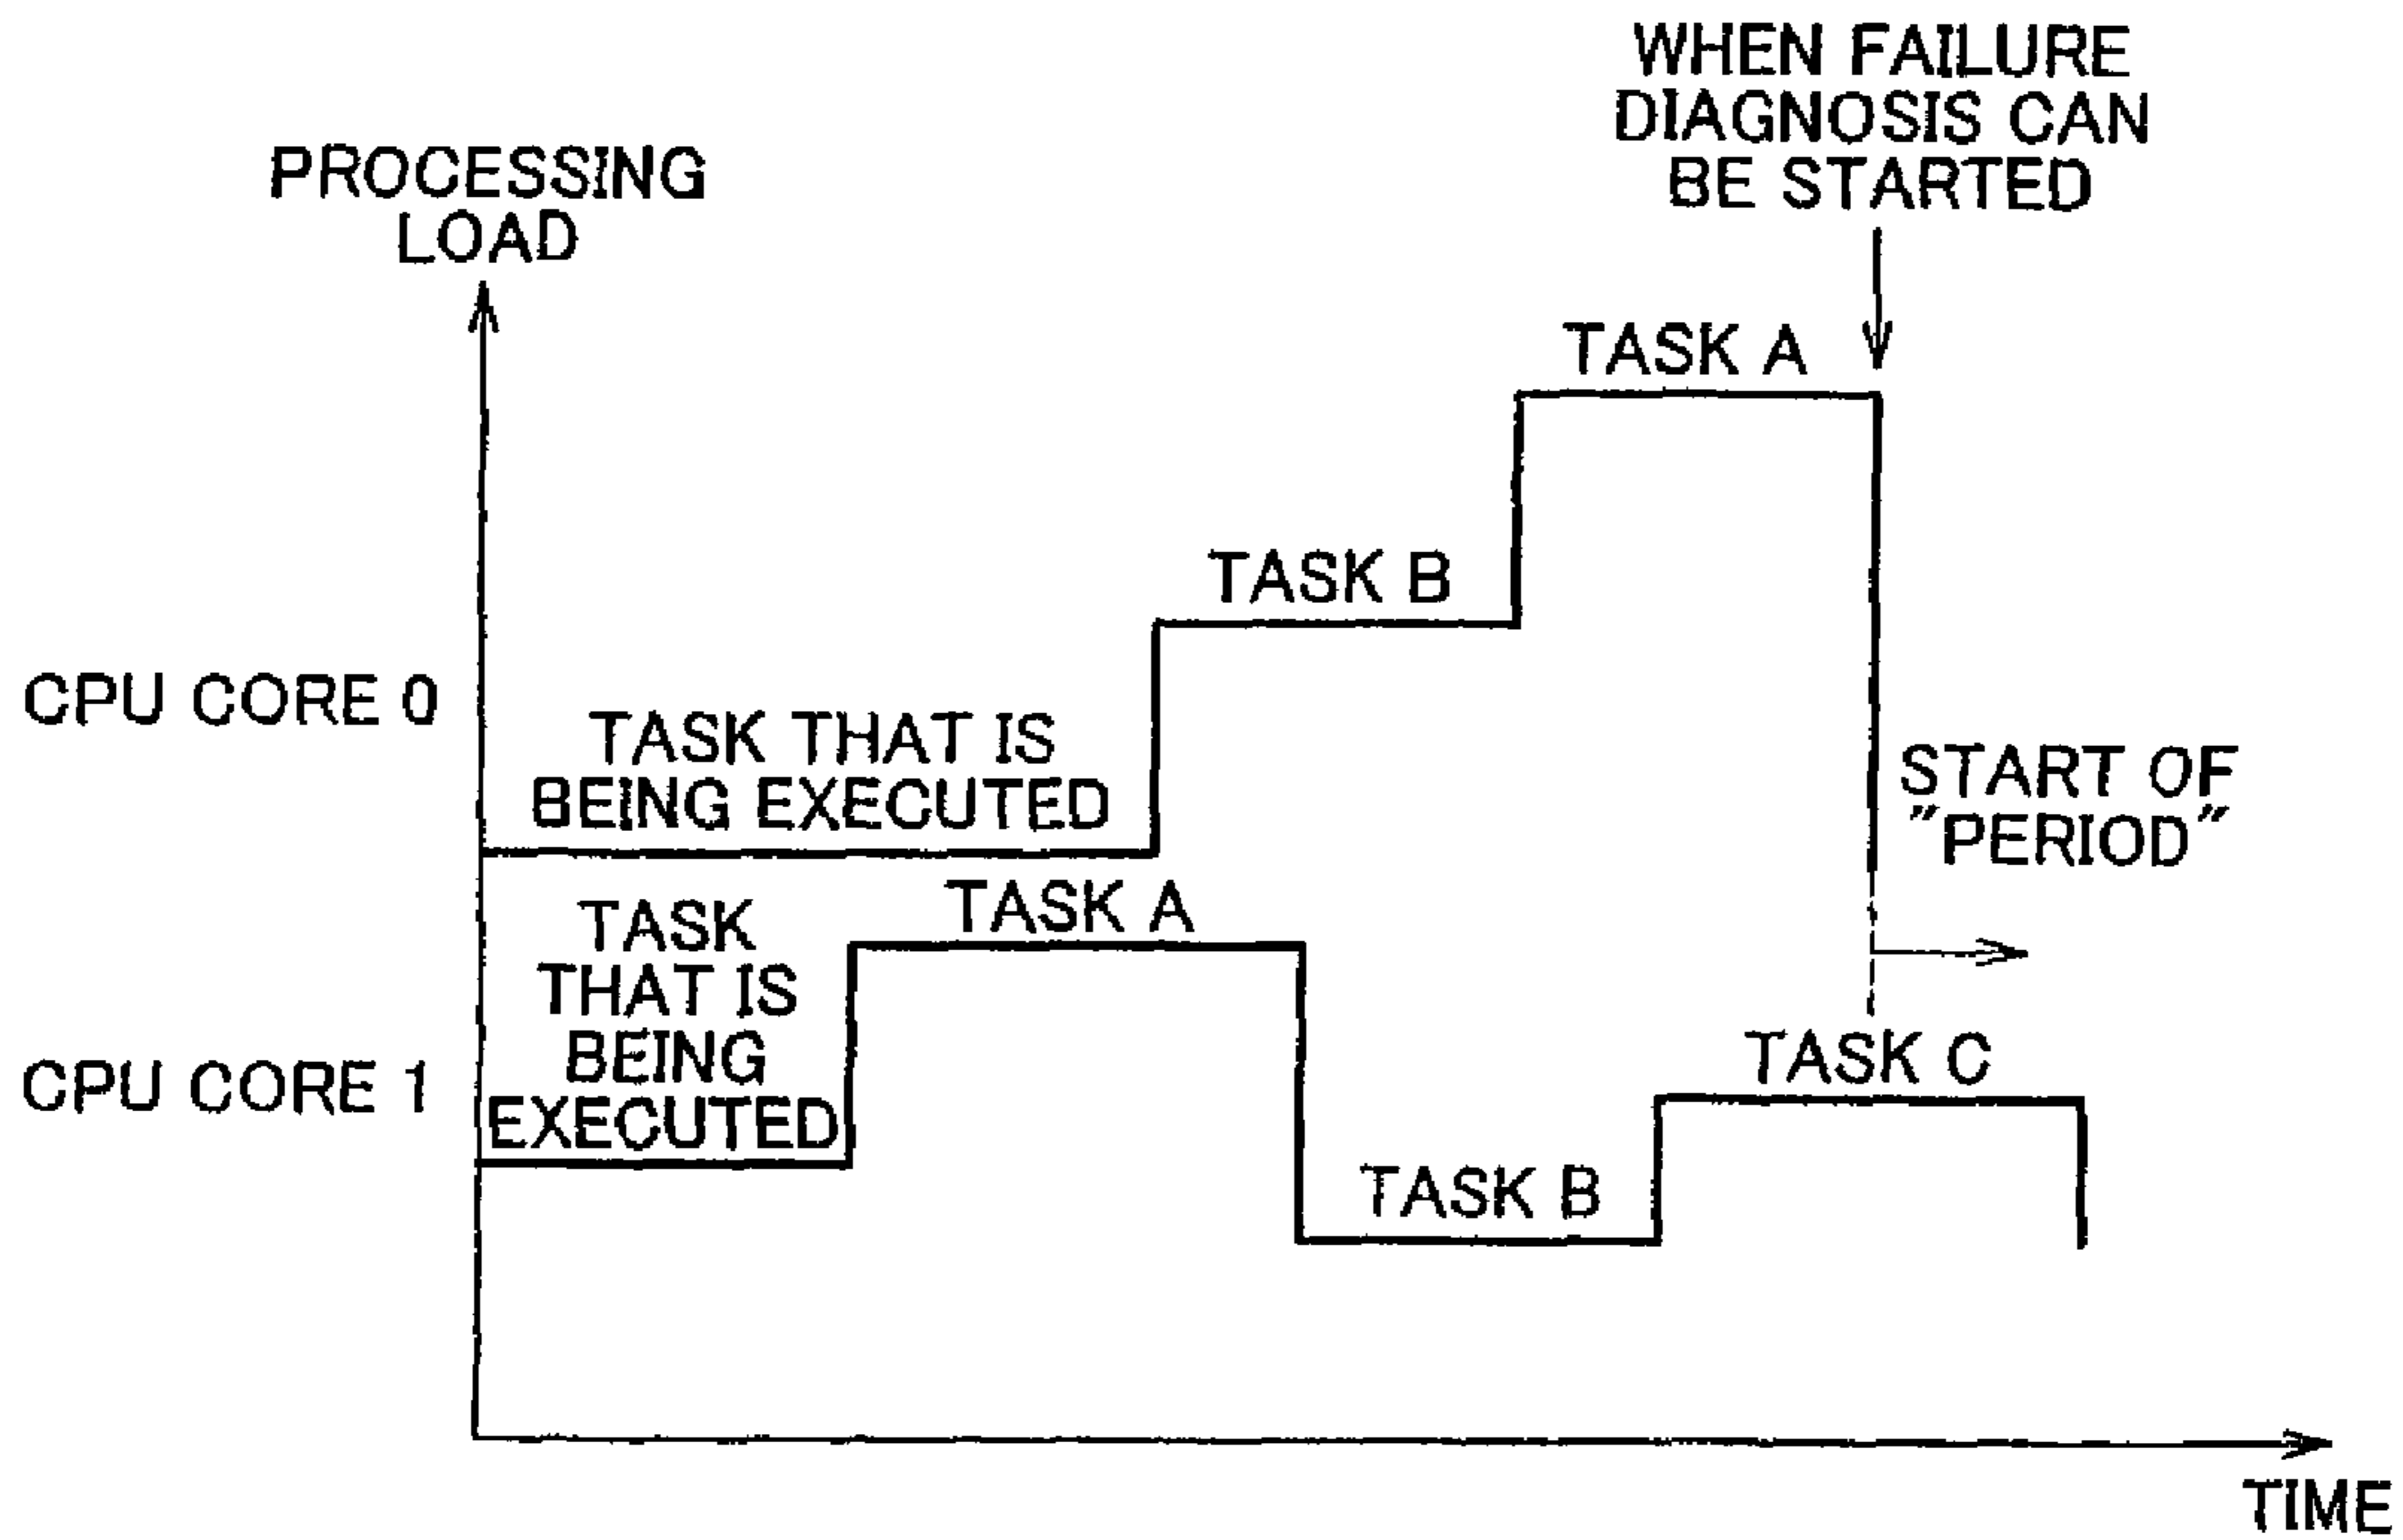 WHEN FAILURE
DIAGNOSIS CAN
BE STARTED
PROCESSING
LOAD
TASK A
TASK B
CPU CORE 0
TASK THAT IS
BEING EXECUTED
START OF
"PERIOD"
TASK A
TASK
THAT IS
BEING
EXECUTED
CPU CORE 1
TASK C
TASK B
TIME